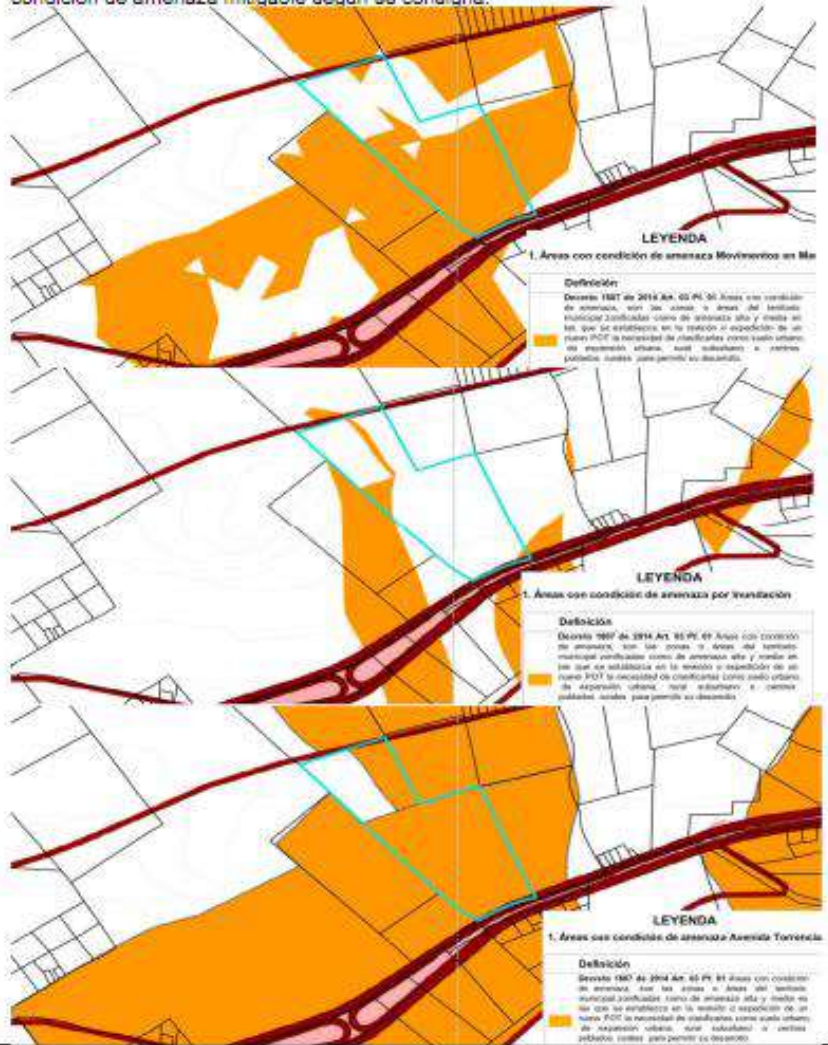 condición de amenaza mitigable según su consigna.
LEYENDA
1. Áreas con condición de amenaza Movimentos en Ma
Definición
Decreto 1807 de 2014 Art. 03 Pr. 01 Áreas con condición
de amenaza, son las zonas o áreas del territorio
municipal zonificadas como de amenaza alta y media en
las que se establezca en la revisión o expedición de un
nuevo POT la necesidad de clasificarlas como suelo urbano,
de expansión urbana, rural suburbano o centros
poblados rurales para permitir su desarrollo.
LEYENDA
1. Áreas con condición de amenaza por Inundación
Definición
Decreto 1807 de 2014 Art. 03 Pr. 01 Áreas con condición
de amenaza, son las zonas o áreas del territorio
municipal zonificadas como de amenaza alta y media en
las que se establezca en la revisión o expedición de un
nuevo POT la necesidad de clasificarlas como suelo urbano,
de expansión urbana, rural suburbano o centros
poblados rurales para permitir su desarrollo.
LEYENDA
1. Áreas con condición de amenaza Avenida Torrencia
Definición
Decreto 1807 de 2014 Art. 03 Pr. 01 Áreas con condición
de amenaza, son las zonas o áreas del territorio
municipal zonificadas como de amenaza alta y media en
las que se establezca en la revisión o expedición de un
nuevo POT la necesidad de clasificarlas como suelo urbano,
de expansión urbana, rural suburbano o centros
poblados rurales para permitir su desarrollo.